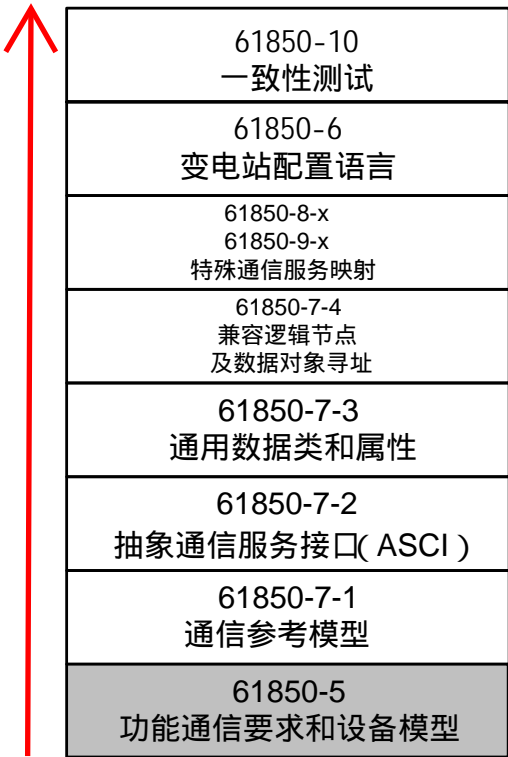 61850-10
一致性测试
61850-6
变电站配置语言
61850-8-x
61850-9-x
特殊通信服务映射
61850-7-4
兼容逻辑节点
及数据对象寻址
61850-7-3
通用数据类和属性
61850-7-2
抽象通信服务接口( ASCI )
61850-7-1
通信参考模型
61850-5
功能通信要求和设备模型